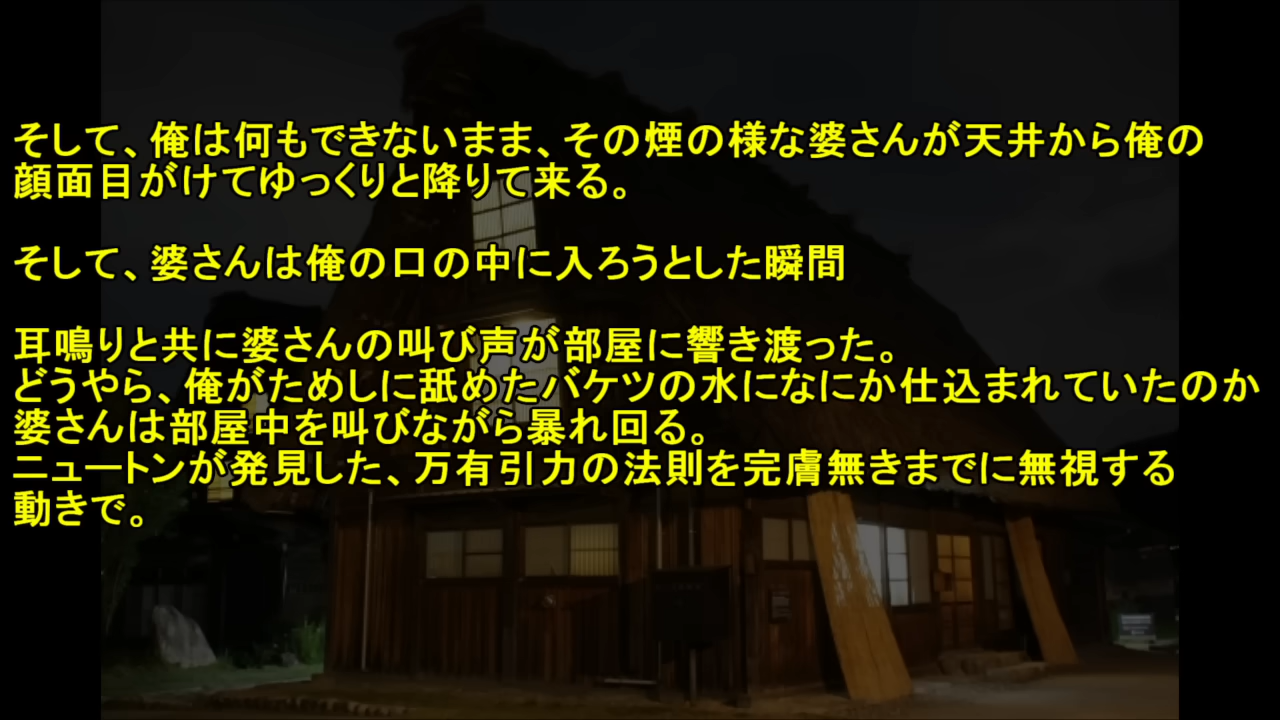 そして、俺は何もできないまま、その煙の様な婆さんが天井から俺の
顔面目がけてゆっくりと降りて来る。
そして、婆さんは俺の口の中に入ろうとした瞬間
耳鳴りと共に婆さんの叫び声が部屋に響き渡った。
どうやら、俺がためしに舐めたバケツの水になにか仕込まれていたのか
婆さんは部屋中を叫びながら暴れ回る。
ニュートンが発見した、万有引力の法則を完膚無きまでに無視する
動きで。